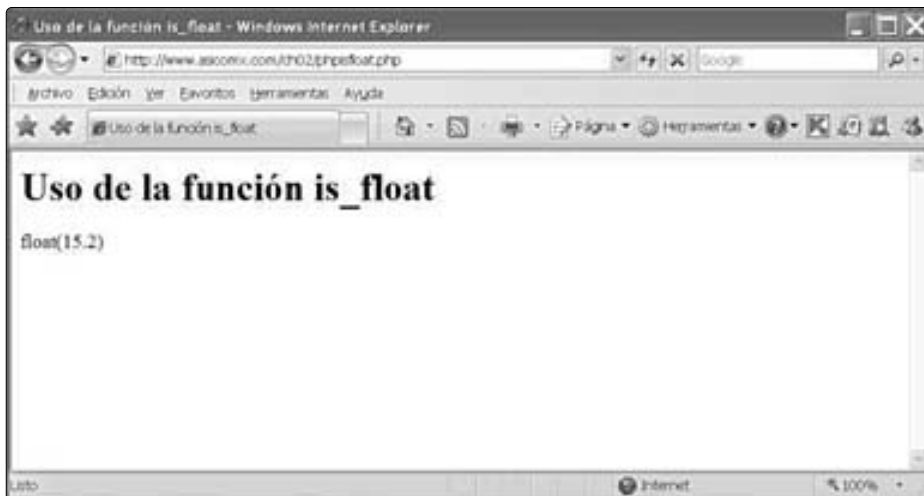 Uso de la función is_float - Windows Internet Explorer
http://www.asicomx.com/ch02/phpisfloat.php
Google
Archivo Edición Ver Favoritos Herramientas Ayuda
Uso de la función is_float
Página Herramientas
Uso de la función is_float
float(15.2)
Listo
Internet
100%